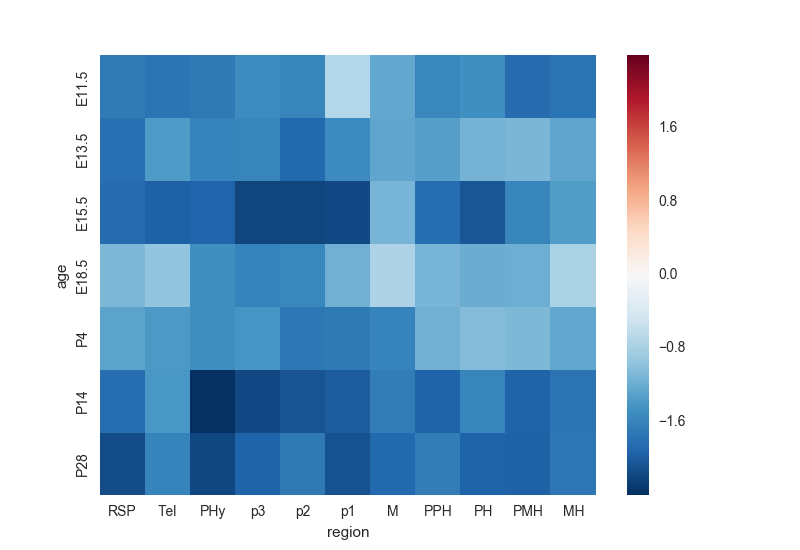 E11.5
E13.5
E15.5
E18.5
P4
P14
P28
age
RSP Tel PHy p3 p2 p1 M PPH PH PMH MH
region
1.6
0.8
0.0
−0.8
−1.6